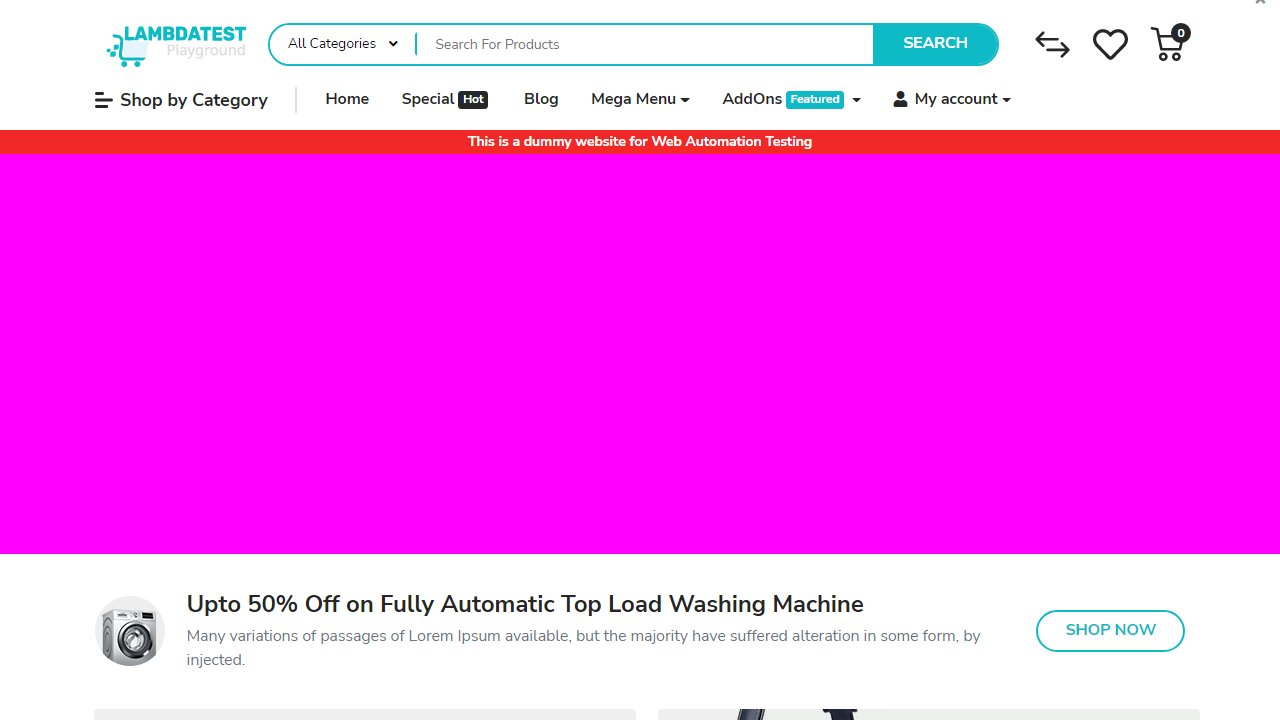 LAMBDATEST
Playground
All Categories
Search For Products
SEARCH
0
Shop by Category
Home
Special Hot
Blog
Mega Menu
AddOns Featured
My account
This is a dummy website for Web Automation Testing
Upto 50% Off on Fully Automatic Top Load Washing Machine
Many variations of passages of Lorem Ipsum available, but the majority have suffered alteration in some form, by
injected.
SHOP NOW